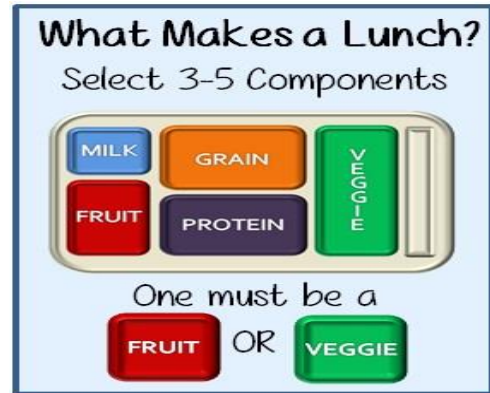 What Makes a Lunch?
Select 3-5 Components
MILK
GRAIN
VEGGIE
FRUIT
PROTEIN
One must be a
FRUIT OR VEGGIE